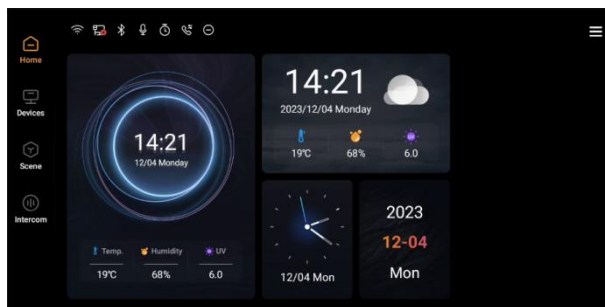 Home
Devices
Scene
Intercom
14:21
12/04 Monday
Temp. Humidity UV
19℃ 68% 6.0
14:21
2023/12/04 Monday
19℃ 68% 6.0
12/04 Mon
2023
12-04
Mon